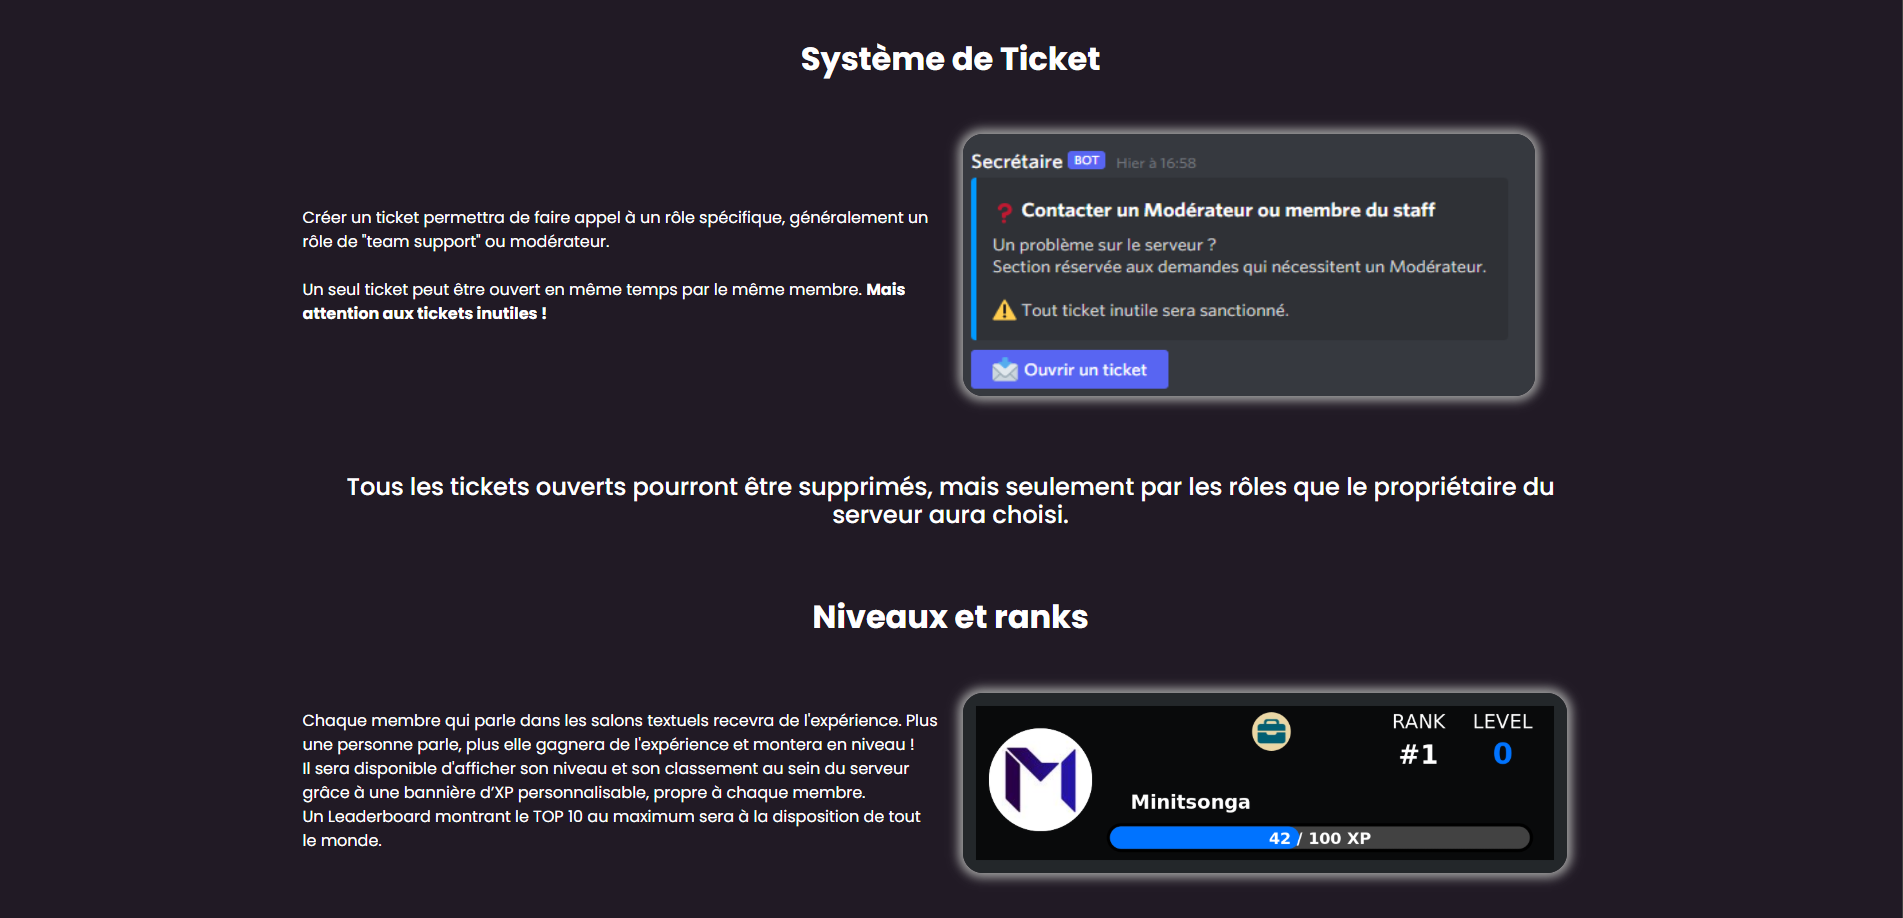 Système de Ticket
Créer un ticket permettra de faire appel à un rôle spécifique, généralement un
rôle de "team support" ou modérateur.
Un seul ticket peut être ouvert en même temps par le même membre. Mais
attention aux tickets inutiles !
Secrétaire BOT Hier à 16:58
❓ Contacter un Modérateur ou membre du staff
Un problème sur le serveur ?
Section réservée aux demandes qui nécessitent un Modérateur.
⚠️ Tout ticket inutile sera sanctionné.
Ouvrir un ticket
Tous les tickets ouverts pourront être supprimés, mais seulement par les rôles que le propriétaire du
serveur aura choisi.
Niveaux et ranks
Chaque membre qui parle dans les salons textuels recevra de l'expérience. Plus
une personne parle, plus elle gagnera de l'expérience et montera en niveau !
Il sera disponible d'afficher son niveau et son classement au sein du serveur
grâce à une bannière d’XP personnalisable, propre à chaque membre.
Un Leaderboard montrant le TOP 10 au maximum sera à la disposition de tout
le monde.
RANK LEVEL
#1 0
Minitsonga
42 / 100 XP